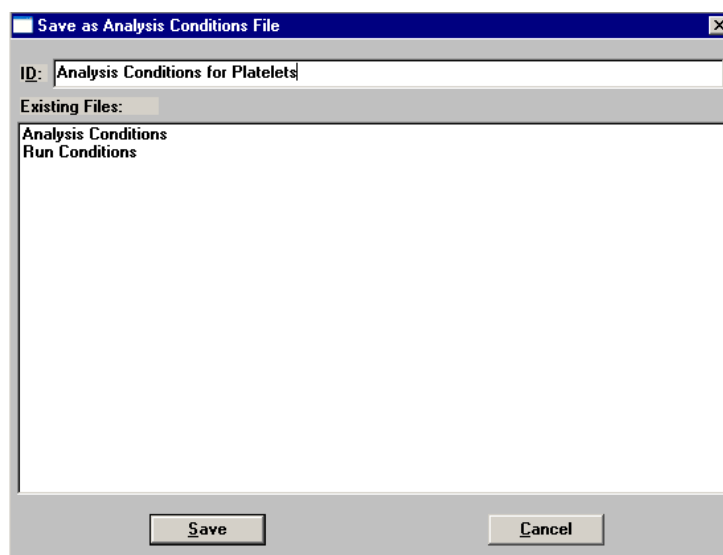 Save as Analysis Conditions File
ID: Analysis Conditions for Platelets
Existing Files:
Analysis Conditions
Run Conditions
Save Cancel